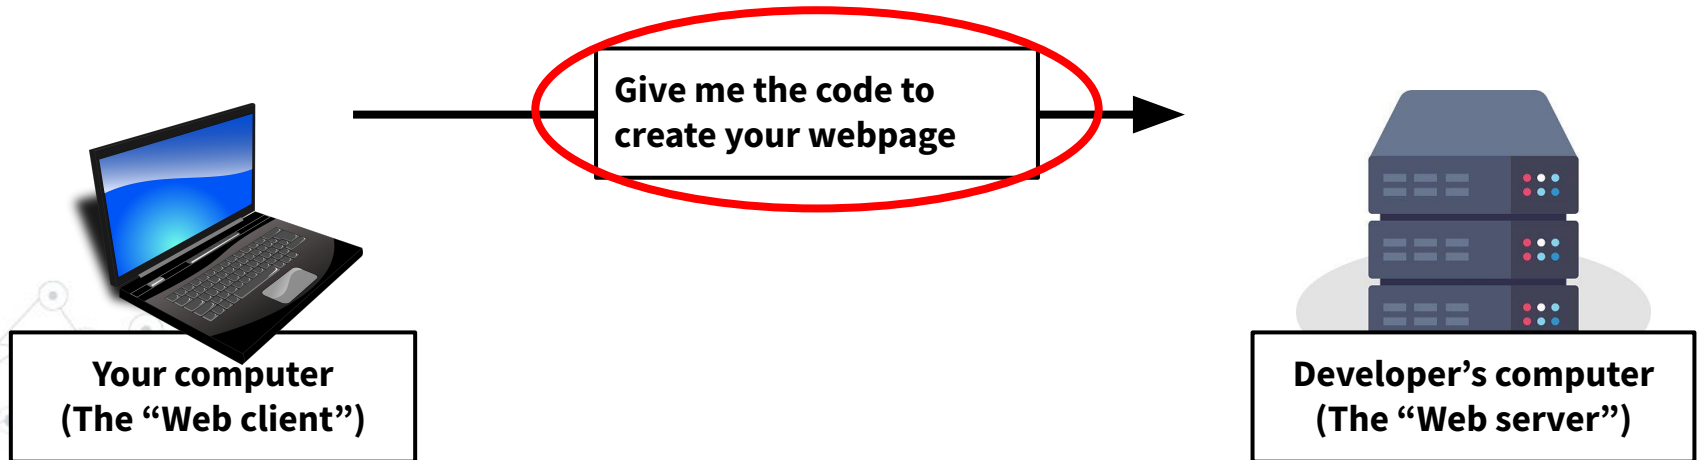 Give me the code to
create your webpage
Your computer
(The “Web client”)
Developer’s computer
(The “Web server”)